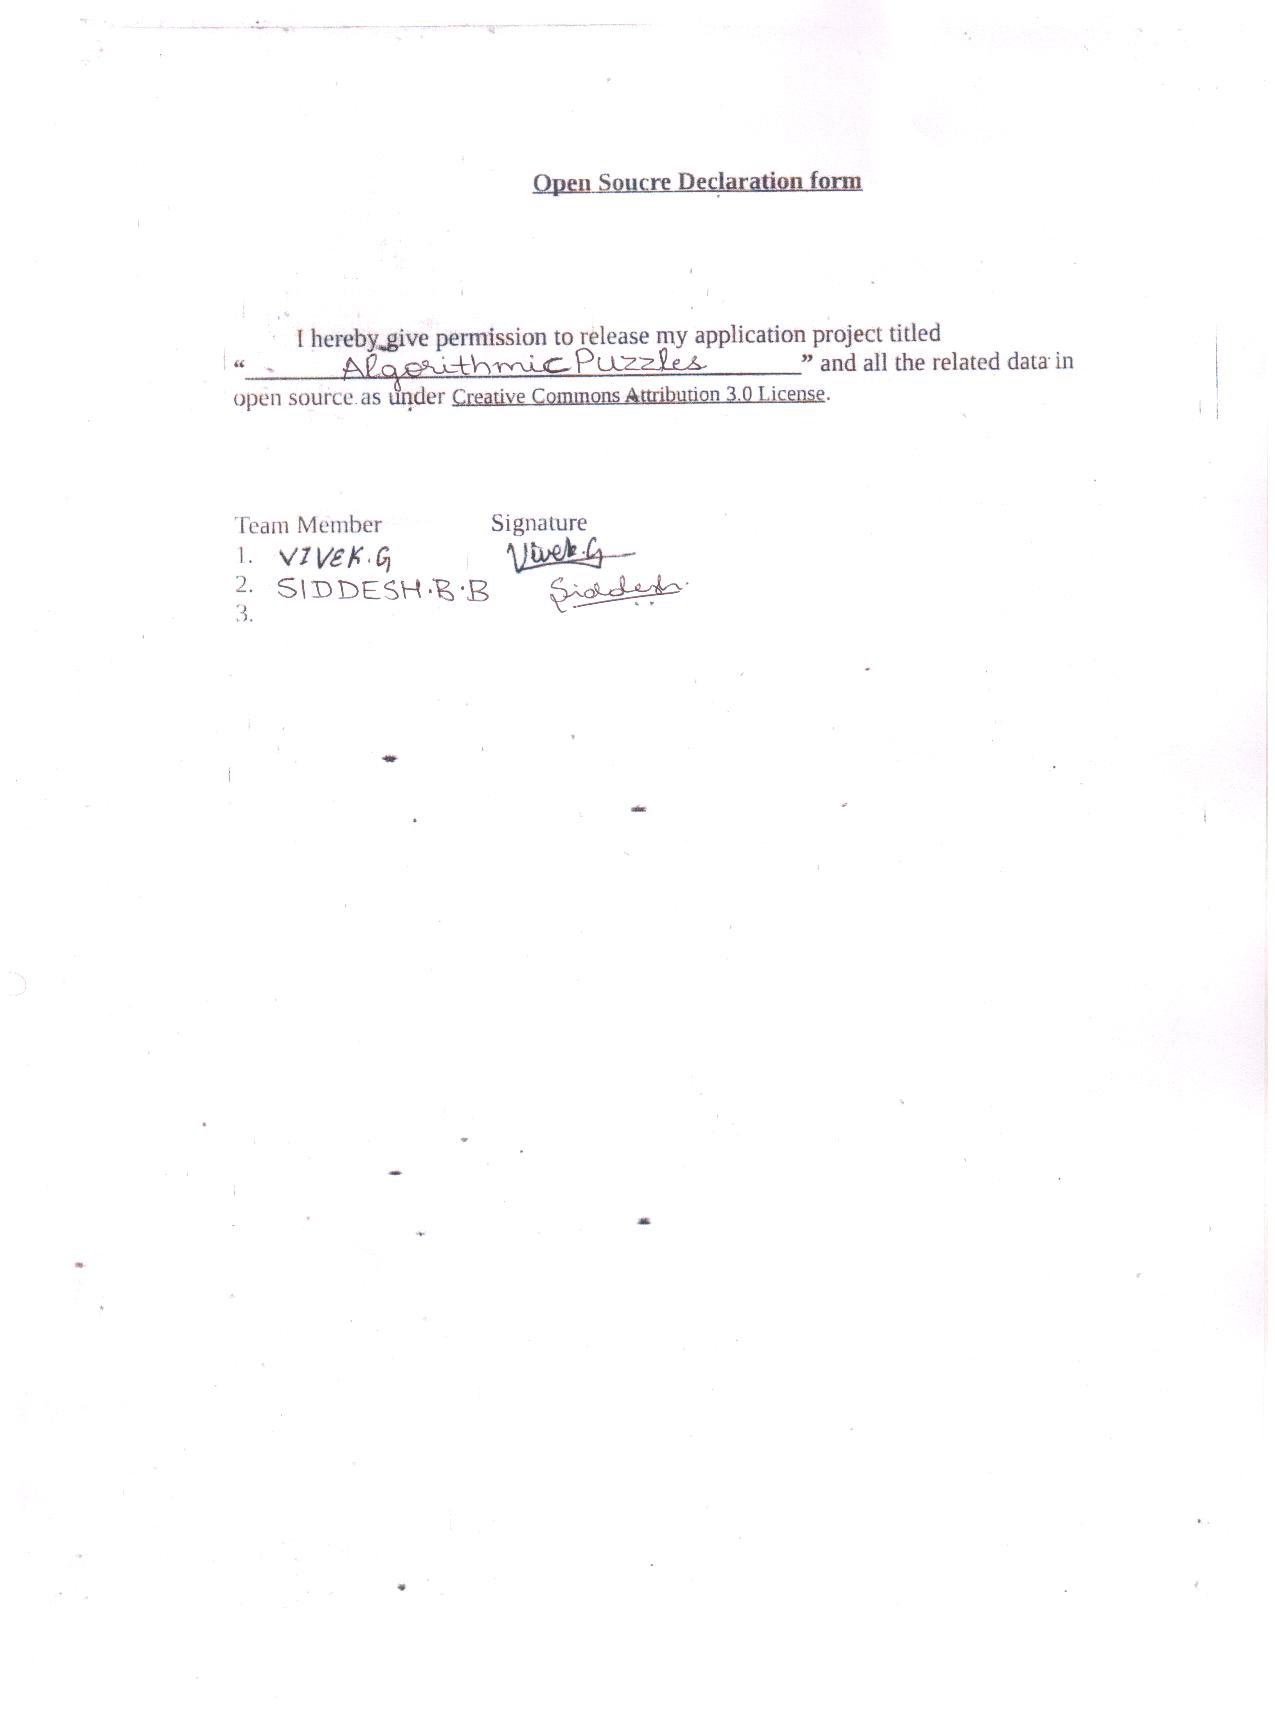 Open Soucre Declaration form
I hereby give permission to release my application project titled
“ Algorithmic Puzzles ” and all the related data in
open source as under Creative Commons Attribution 3.0 License.
Team Member Signature
1. VIVEK.G Vivek.G
2. SIDDESH.B.B Siddesh
3.